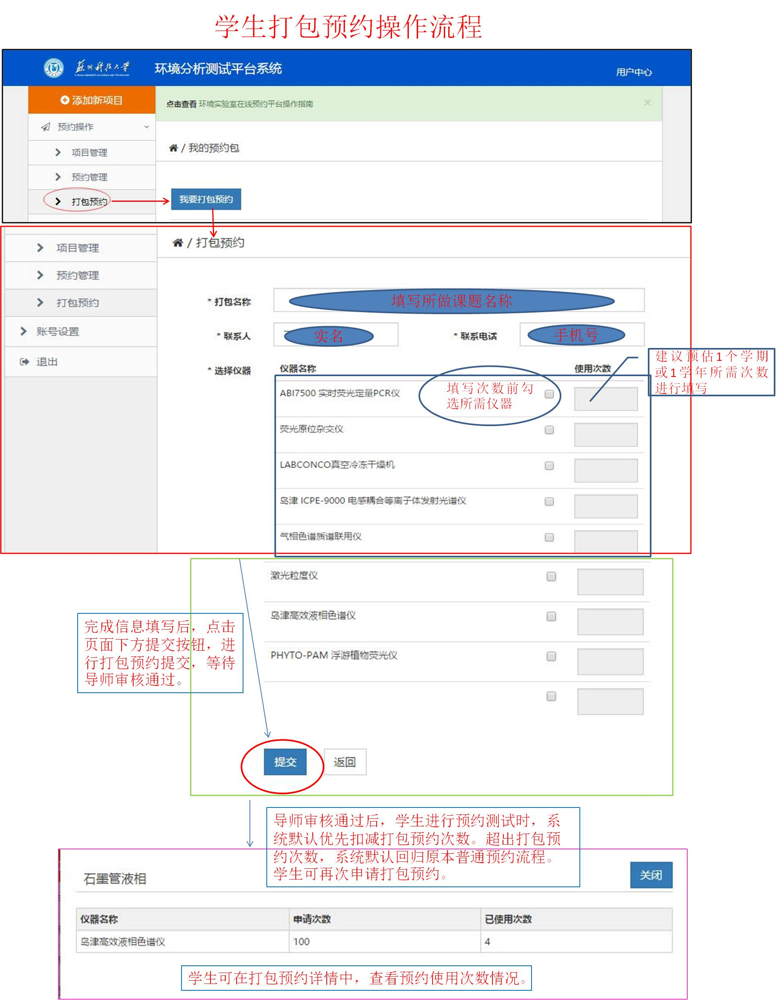 学生打包预约操作流程
蘇州科技大学
SUZHOU UNIVERSITY OF SCIENCE AND TECHNOLOGY
环境分析测试平台系统
用户中心
添加新项目
点击查看 环境实验室在线预约平台操作指南
×
预约操作
/ 我的预约包
项目管理
预约管理
打包预约
我要打包预约
/ 打包预约
项目管理
预约管理
打包预约
账号设置
退出
* 打包名称
填写所做课题名称
* 联系人
实名
* 联系电话
手机号
* 选择仪器
仪器名称
使用次数
建议预估1个学期
或1学年所需次数
进行填写
填写次数前勾
选所需仪器
ABI7500 实时荧光定量PCR仪
荧光原位杂交仪
LABCONCO真空冷冻干燥机
岛津 ICPE-9000 电感耦合等离子体发射光谱仪
气相色谱质谱联用仪
激光粒度仪
岛津高效液相色谱仪
PHYTO-PAM 浮游植物荧光仪
完成信息填写后，点击
页面下方提交按钮，进
行打包预约提交，等待
导师审核通过。
提交
返回
导师审核通过后，学生进行预约测试时，系
统默认优先扣减打包预约次数。超出打包预
约次数，系统默认回归原本普通预约流程。
学生可再次申请打包预约。
石墨管液相
关闭
仪器名称
申请次数
已使用次数
岛津高效液相色谱仪
100
4
学生可在打包预约详情中，查看预约使用次数情况。